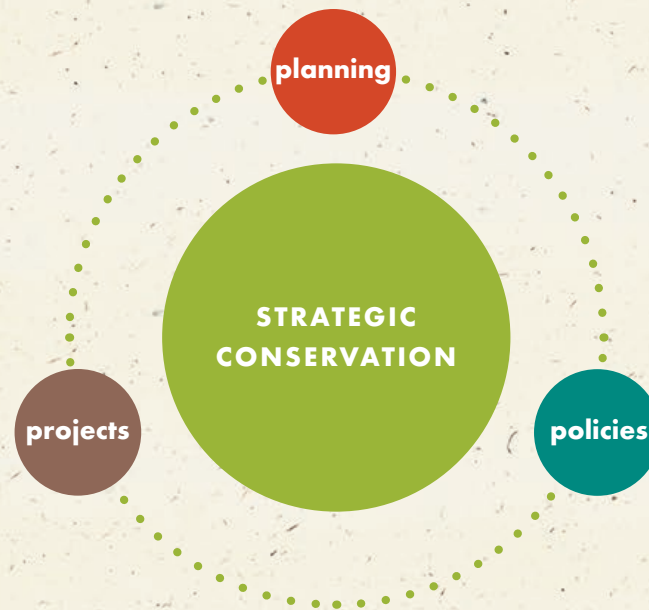 planning
STRATEGIC
CONSERVATION
projects
policies